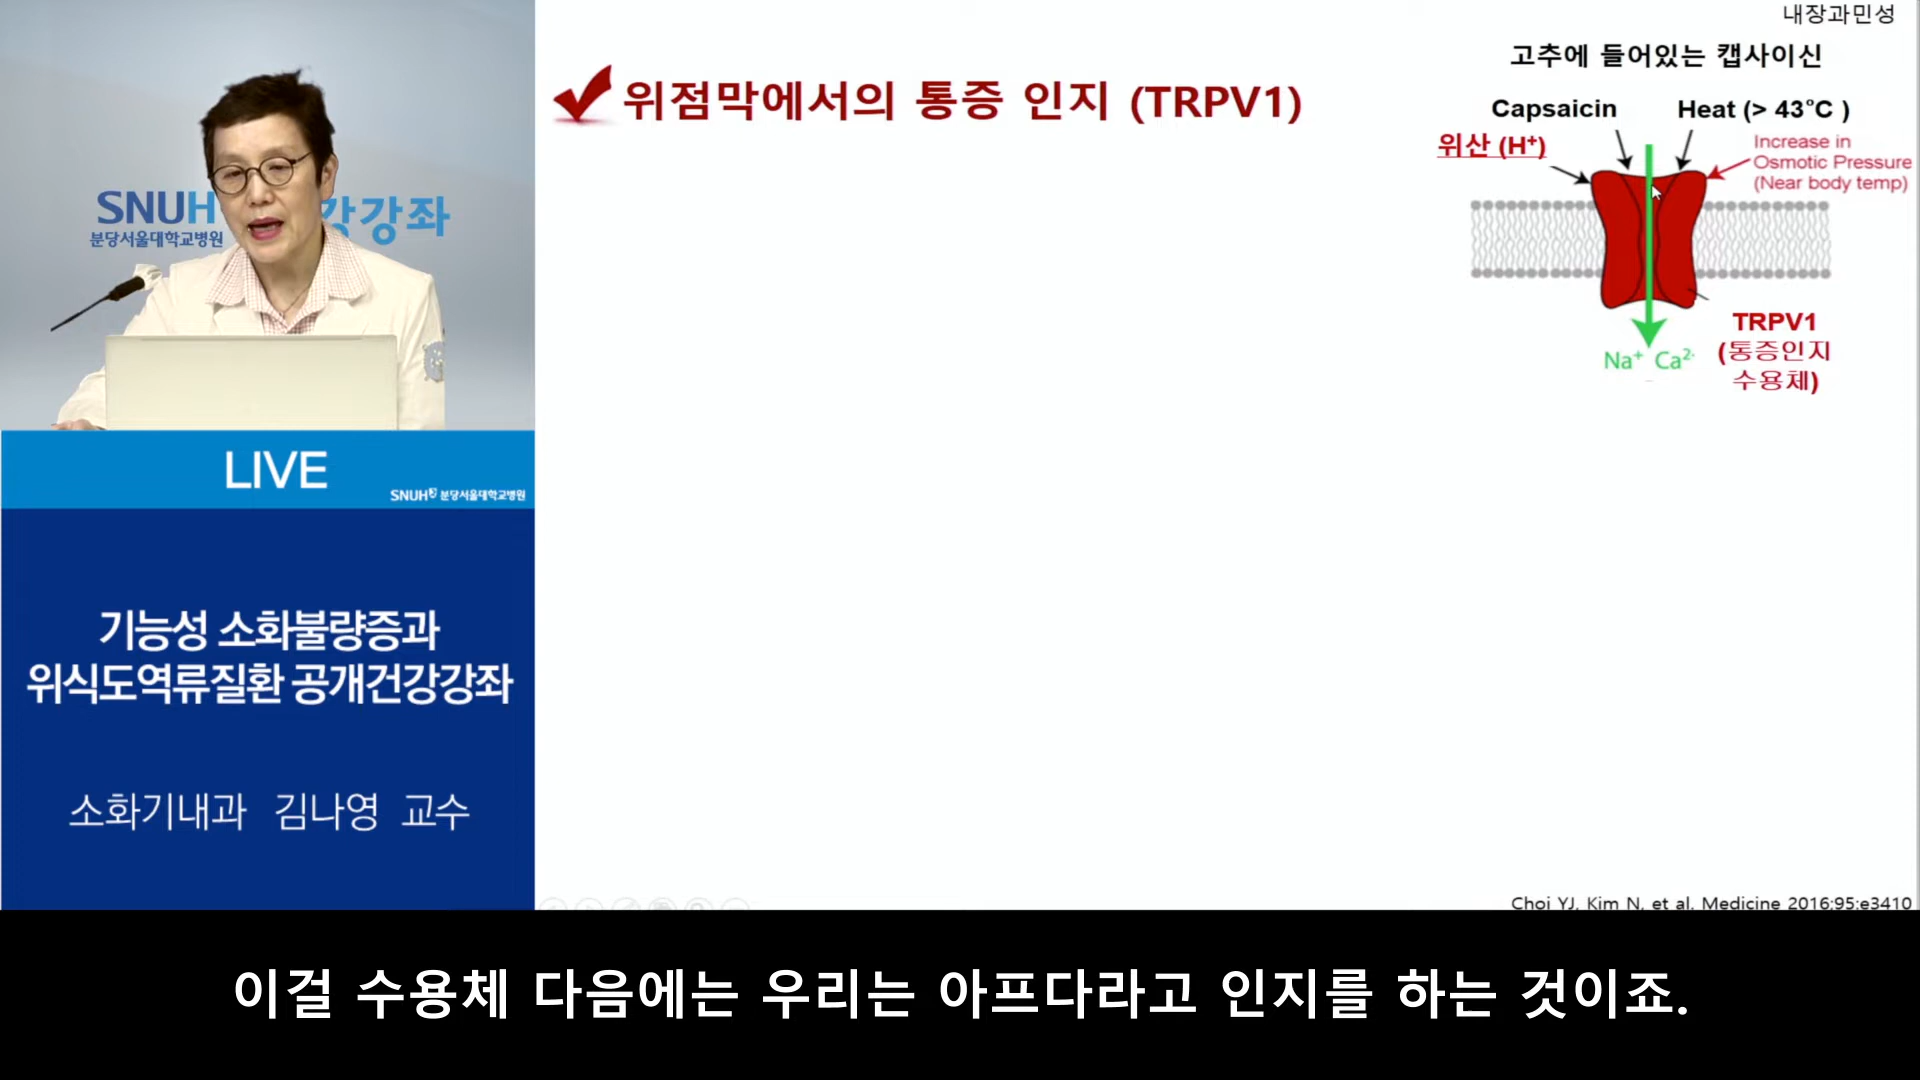 SNUH
강강좌
분당서울대학교병원
LIVE
SNUH 분당서울대학교병원
기능성 소화불량증과
위식도역류질환 공개건강강좌
소화기내과 김나영 교수
내장과민성
위점막에서의 통증 인지 (TRPV1)
고추에 들어있는 캡사이신
Capsaicin
Heat (> 43°C )
위산 (H⁺)
Increase in
Osmotic Pressure
(Near body temp)
TRPV1
(통증인지
수용체)
Na⁺ Ca²⁺
Choi YJ, Kim N, et al. Medicine 2016;95:e3410
이걸 수용체 다음에는 우리는 아프다라고 인지를 하는 것이죠.